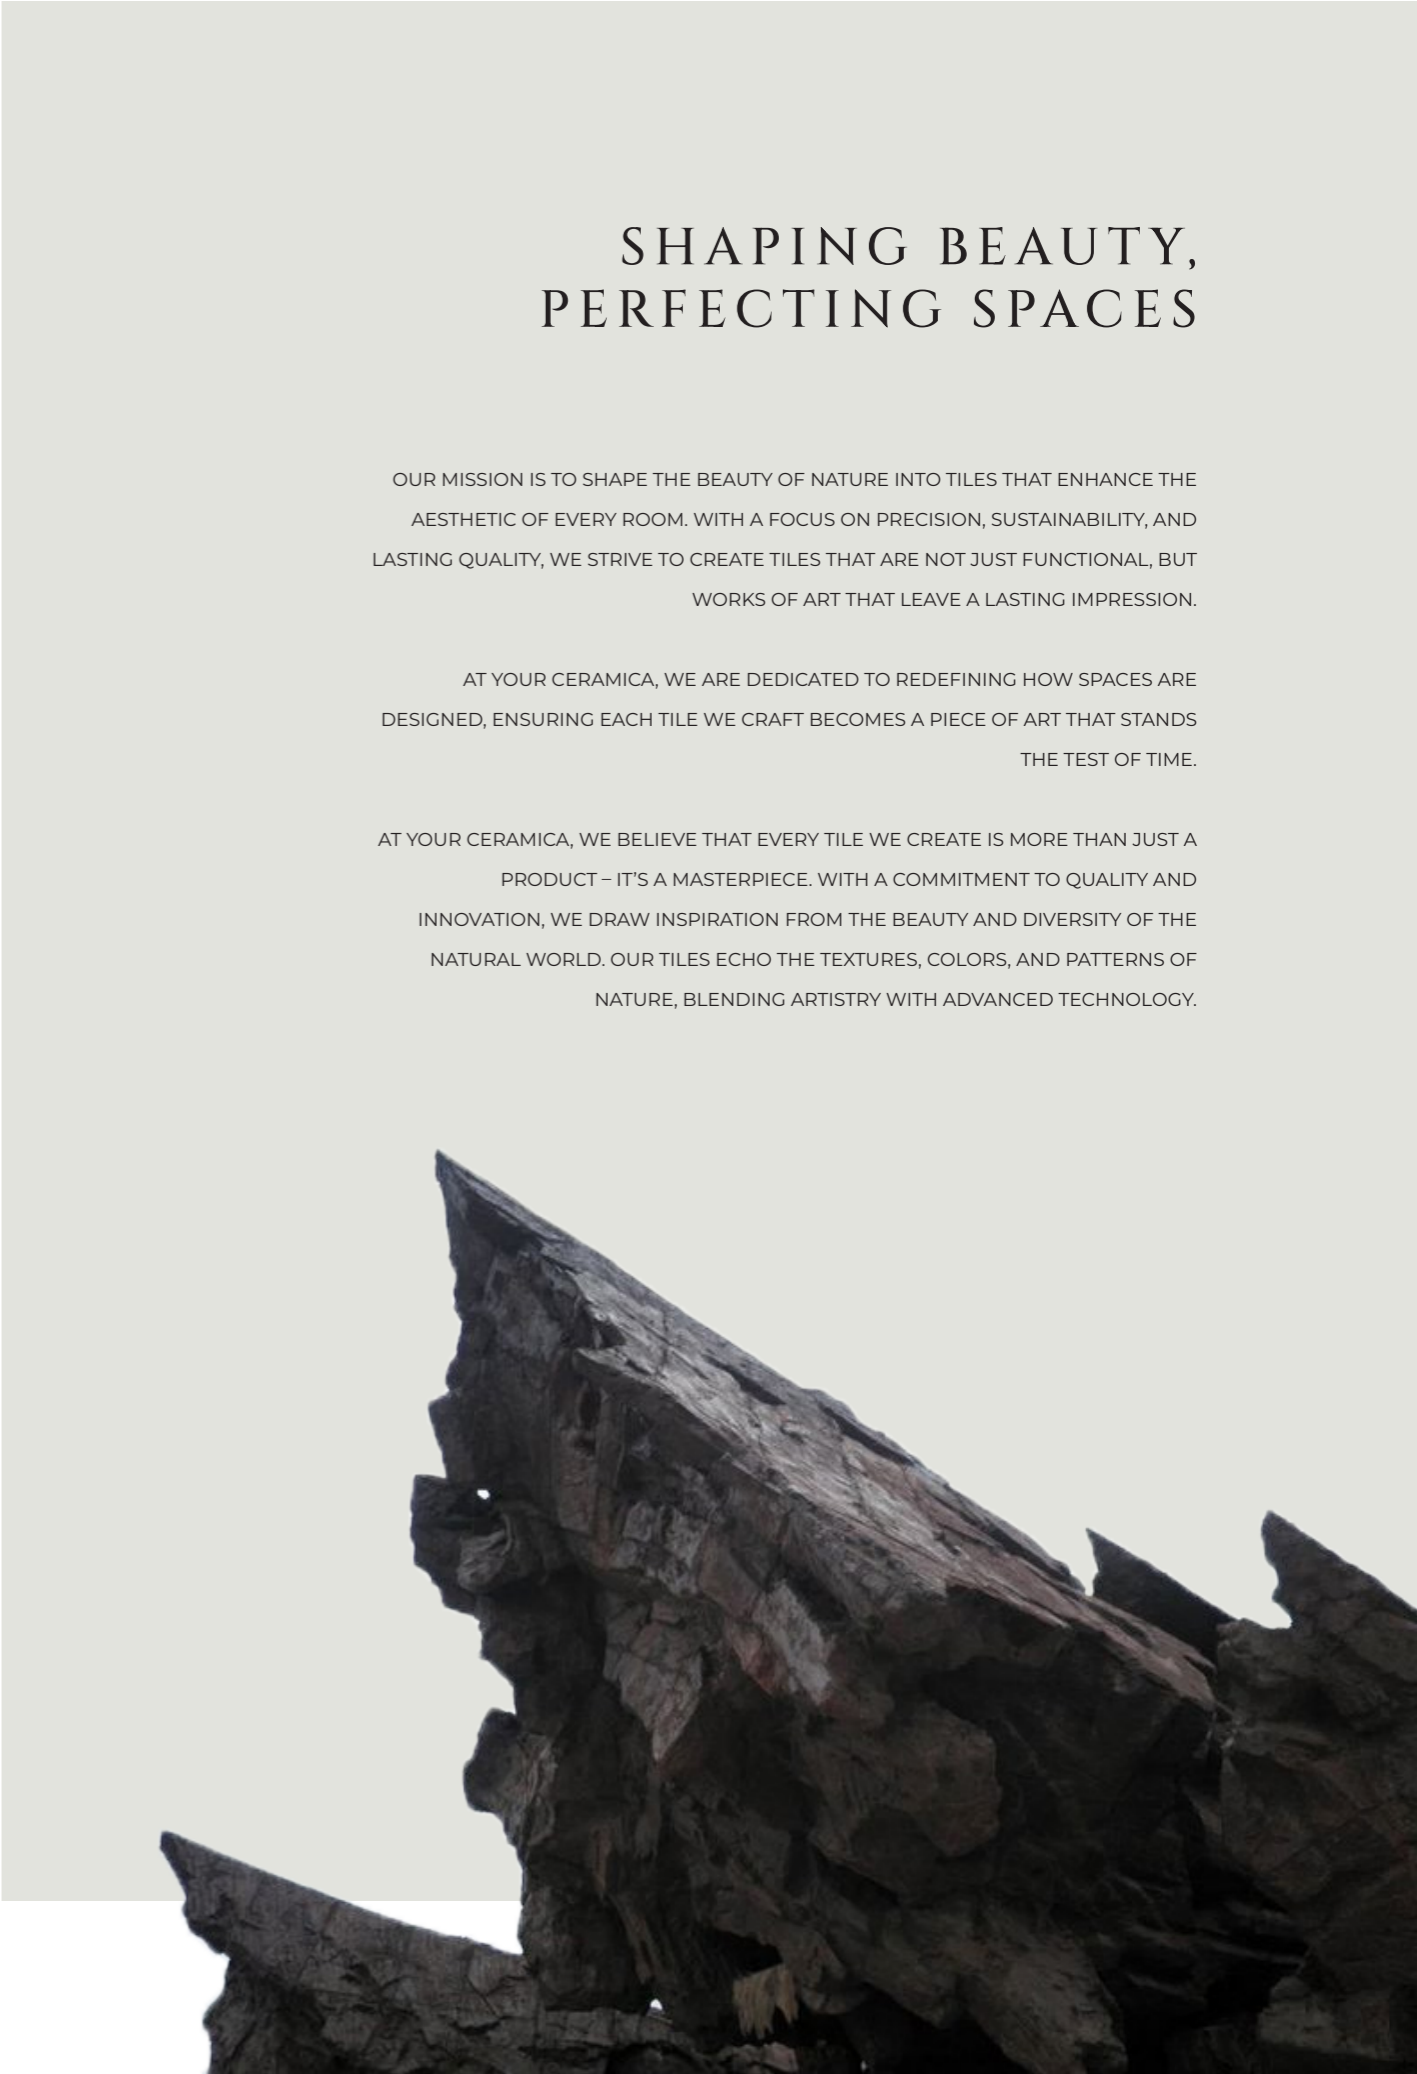 SHAPING BEAUTY,
PERFECTING SPACES
OUR MISSION IS TO SHAPE THE BEAUTY OF NATURE INTO TILES THAT ENHANCE THE
AESTHETIC OF EVERY ROOM. WITH A FOCUS ON PRECISION, SUSTAINABILITY, AND
LASTING QUALITY, WE STRIVE TO CREATE TILES THAT ARE NOT JUST FUNCTIONAL, BUT
WORKS OF ART THAT LEAVE A LASTING IMPRESSION.
AT YOUR CERAMICA, WE ARE DEDICATED TO REDEFINING HOW SPACES ARE
DESIGNED, ENSURING EACH TILE WE CRAFT BECOMES A PIECE OF ART THAT STANDS
THE TEST OF TIME.
AT YOUR CERAMICA, WE BELIEVE THAT EVERY TILE WE CREATE IS MORE THAN JUST A
PRODUCT – IT’S A MASTERPIECE. WITH A COMMITMENT TO QUALITY AND
INNOVATION, WE DRAW INSPIRATION FROM THE BEAUTY AND DIVERSITY OF THE
NATURAL WORLD. OUR TILES ECHO THE TEXTURES, COLORS, AND PATTERNS OF
NATURE, BLENDING ARTISTRY WITH ADVANCED TECHNOLOGY.